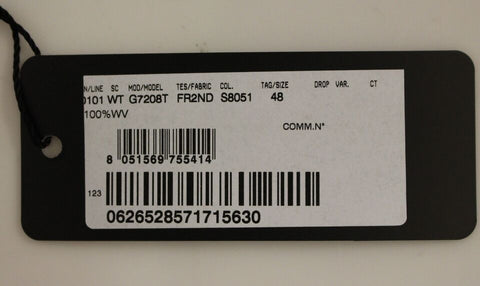 N/LINE SC MOD/MODEL TES/FABRIC COL. TAG/SIZE DROP VAR. CT
0101 WT G7208T FR2ND S8051 48
100%WV
COMM.N°
8 051569 755414
123
0626528571715630